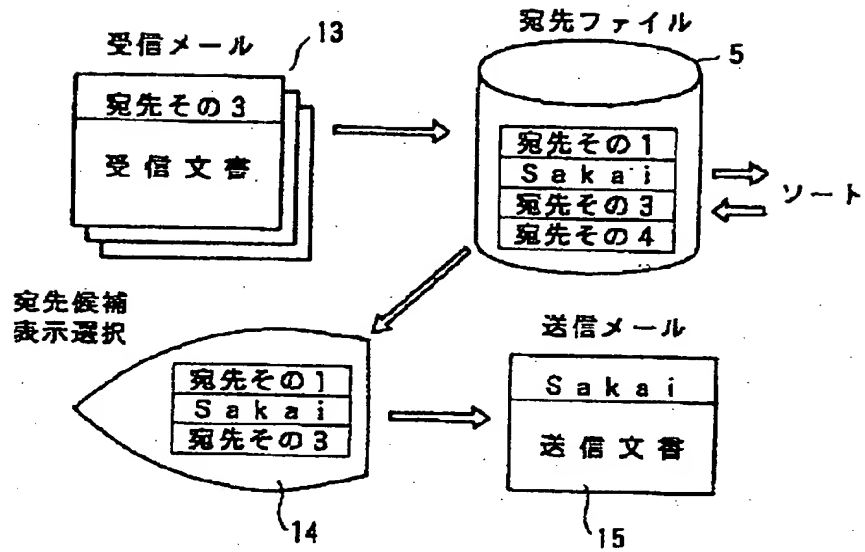 受信メール
13
宛先その3
受信文書
宛先ファイル
5
宛先その1
Sakai
宛先その3
宛先その4
ソート
宛先候補
表示選択
宛先その1
Sakai
宛先その3
14
送信メール
Sakai
送信文書
15